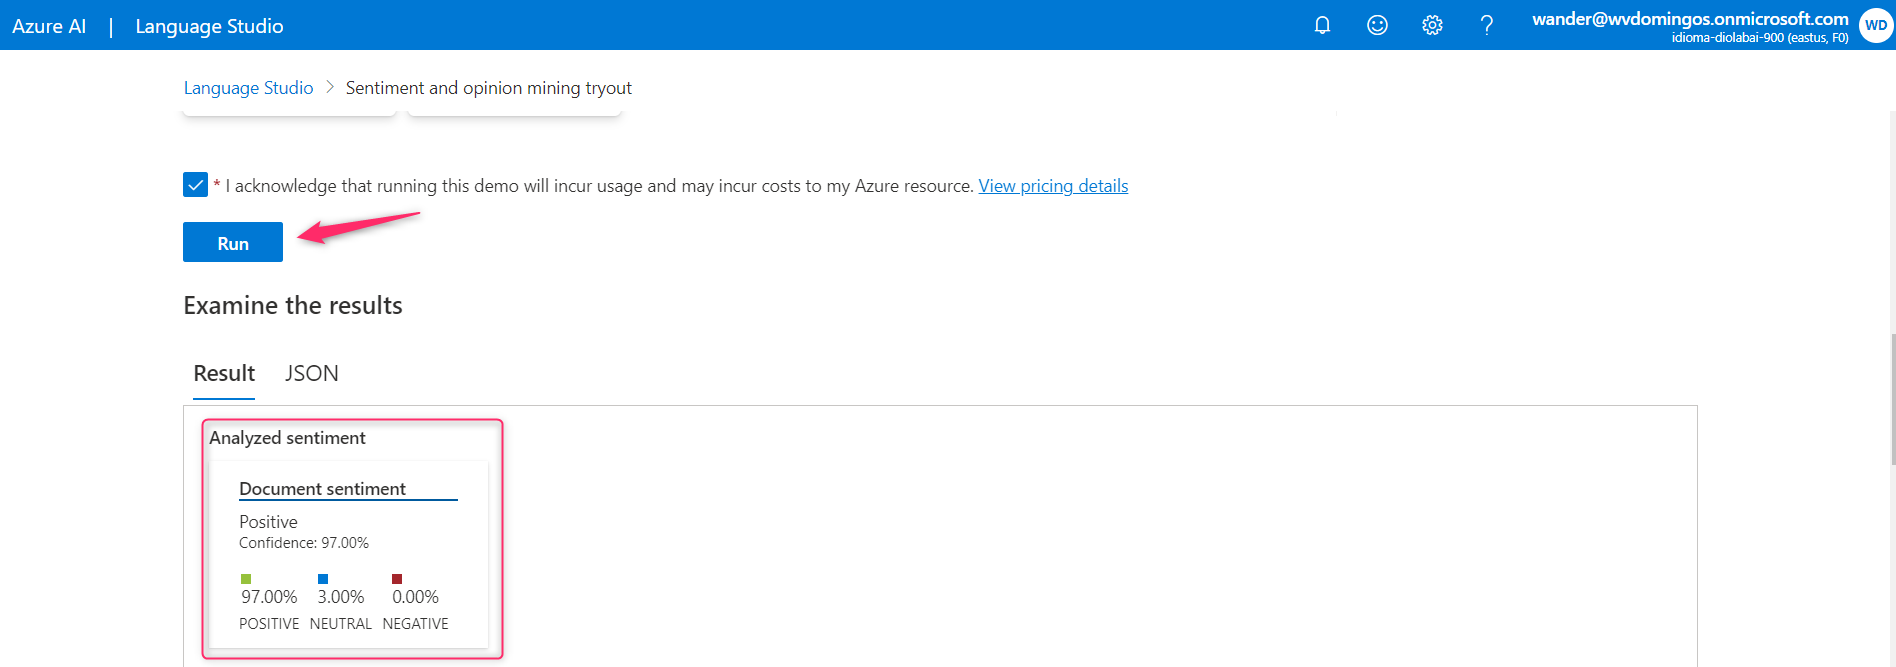 Azure AI | Language Studio
wander@wvdomingos.onmicrosoft.com
idioma-diolabai-900 (eastus, F0)
WD
Language Studio > Sentiment and opinion mining tryout
* I acknowledge that running this demo will incur usage and may incur costs to my Azure resource. View pricing details
Run
Examine the results
Result JSON
Analyzed sentiment
Document sentiment
Positive
Confidence: 97.00%
97.00% 3.00% 0.00%
POSITIVE NEUTRAL NEGATIVE